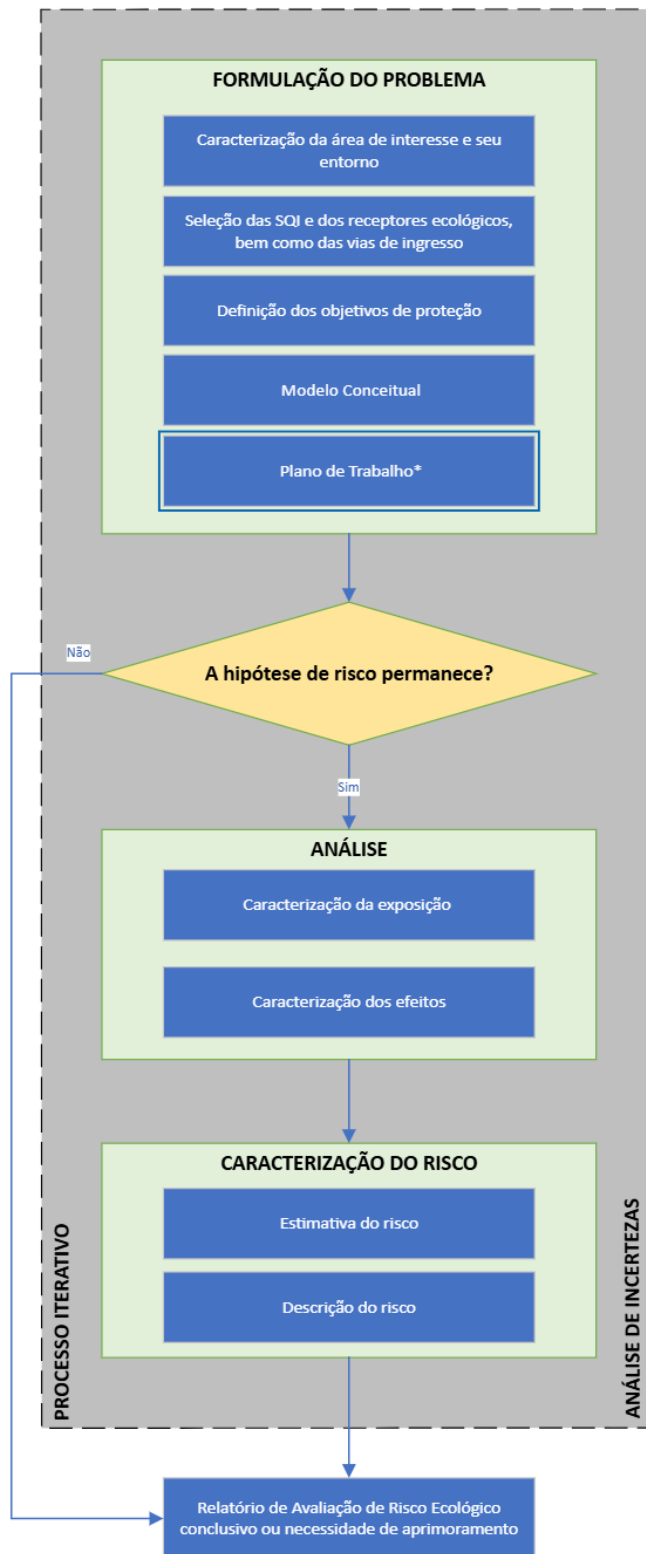 FORMULAÇÃO DO PROBLEMA
Caracterização da área de interesse e seu
entorno
Seleção das SQI e dos receptores ecológicos,
bem como das vias de ingresso
Definição dos objetivos de proteção
Modelo Conceitual
Plano de Trabalho*
Não
A hipótese de risco permanece?
Sim
ANÁLISE
Caracterização da exposição
Caracterização dos efeitos
CARACTERIZAÇÃO DO RISCO
Estimativa do risco
Descrição do risco
PROCESSO ITERATIVO
ANÁLISE DE INCERTEZAS
Relatório de Avaliação de Risco Ecológico
conclusivo ou necessidade de aprimoramento